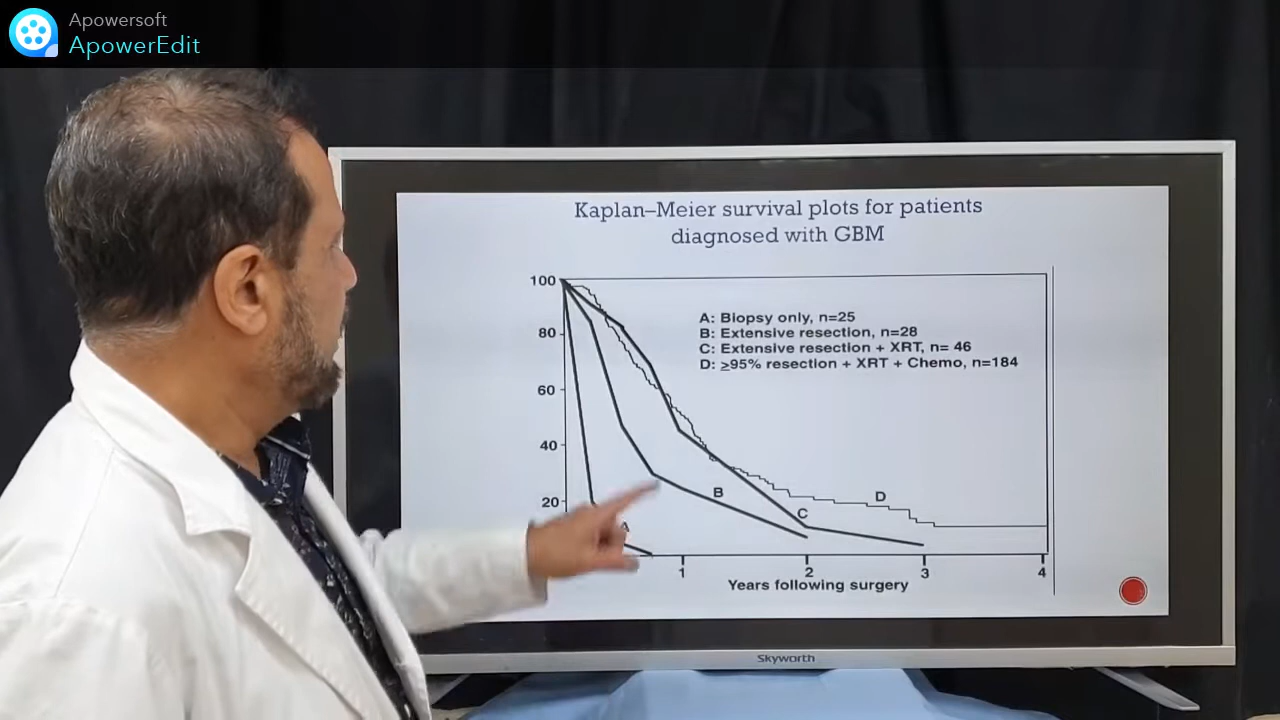 Apowersoft
ApowerEdit
Kaplan–Meier survival plots for patients
diagnosed with GBM
100
80
60
40
20
A: Biopsy only, n=25
B: Extensive resection, n=28
C: Extensive resection + XRT, n= 46
D: ≥95% resection + XRT + Chemo, n=184
A
B
C
D
1
2
3
4
Years following surgery
Skyworth